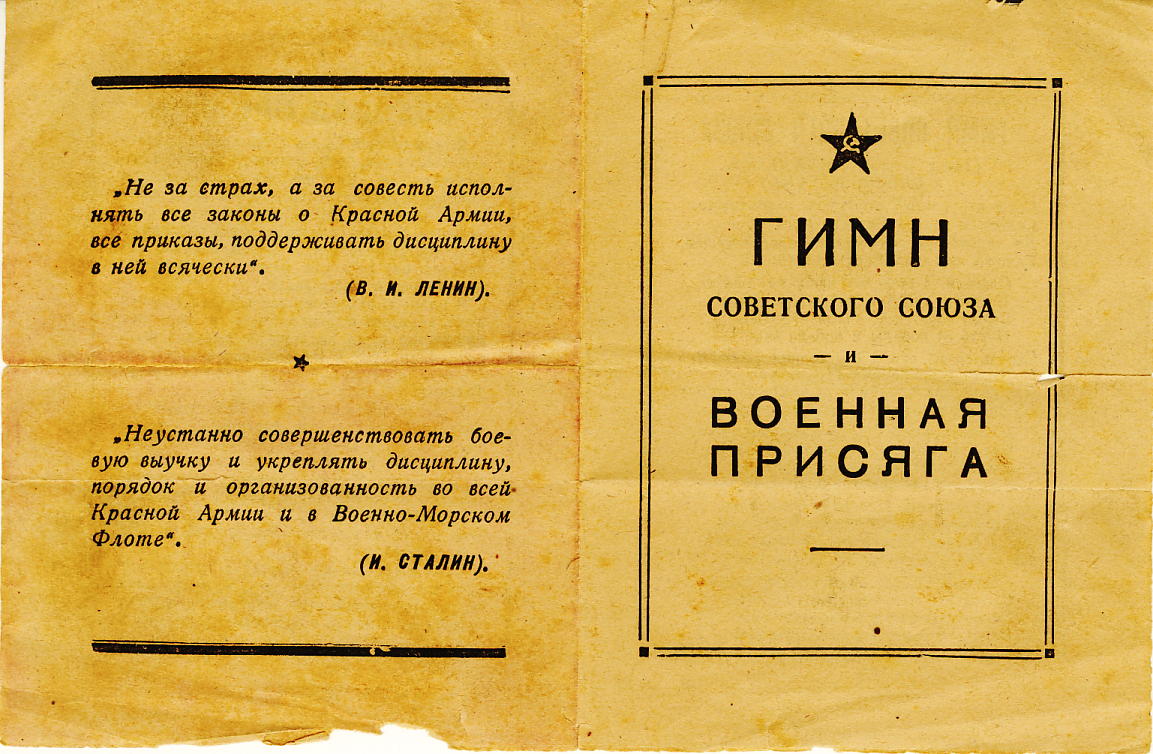 „Не за страх, а за совесть испол-
нять все законы о Красной Армии,
все приказы, поддерживать дисциплину
в ней всячески“.
(В. И. ЛЕНИН).
„Неустанно совершенствовать бое-
вую выучку и укреплять дисциплину,
порядок и организованность во всей
Красной Армии и в Военно-Морском
Флоте“.
(И. СТАЛИН).
ГИМН
СОВЕТСКОГО СОЮЗА
— и —
ВОЕННАЯ
ПРИСЯГА